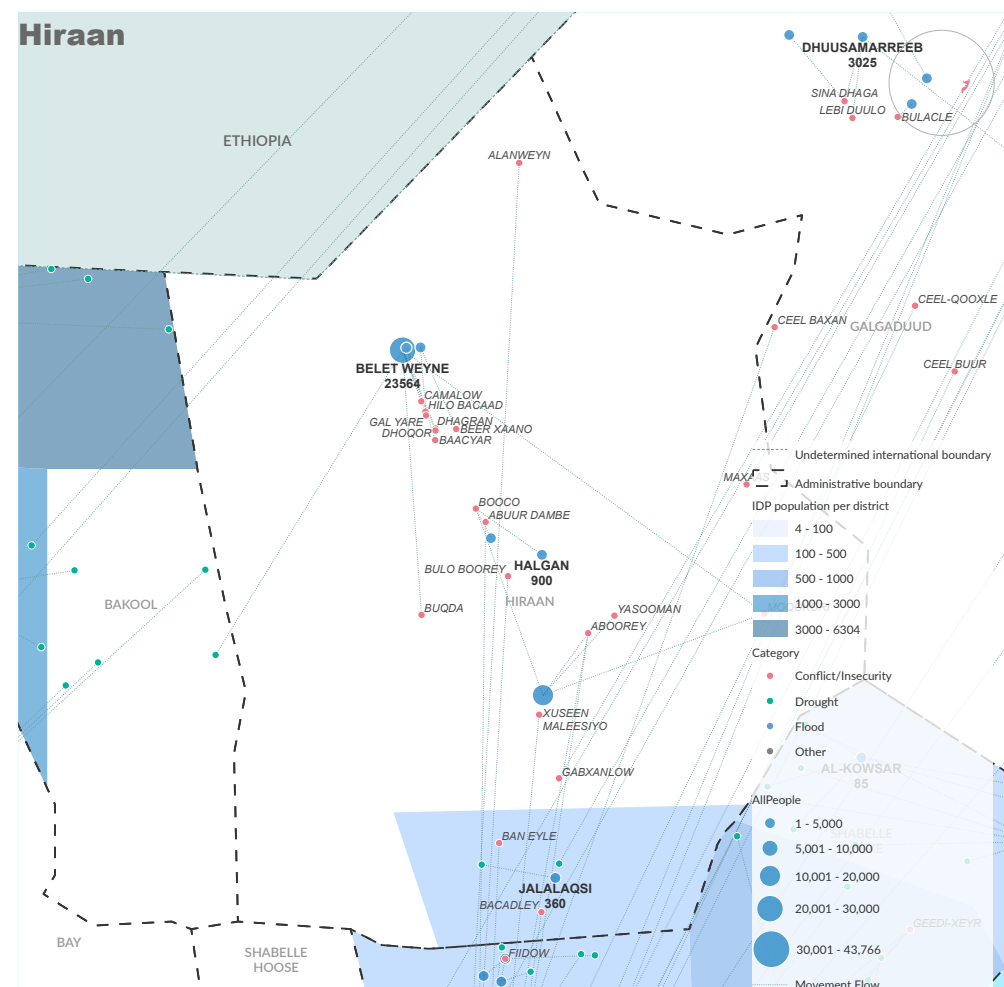 Hiraan
DHUUSAMARREEB
3025
SINA DHAGA
LEBI DUULO
BULACLE
ETHIOPIA
ALANWEYN
CEEL-QOOXLE
CEEL BAXAN
GALGADUUD
CEEL BUUR
BELET WEYNE
23564
CAMALOW
HILO BACAAD
GAL YARE
DHAGRAN
DHOQOR
BEER XAANO
BAACYAR
Undetermined international boundary
MAXAAS
Administrative boundary
IDP population per district
BOOCO
ABUUR DAMBE
4 - 100
100 - 500
HALGAN
900
BULO BOOREY
500 - 1000
HIRAAN
BAKOOL
BUQDA
YASOOMAN
1000 - 3000
ABOOREY
3000 - 6304
Category
Conflict/Insecurity
Drought
XUSEEN
MALEESIYO
Flood
Other
GABXANLOW
AL-KOWSAR
85
AllPeople
1 - 5,000
BAN EYLE
SHABELLE
5,001 - 10,000
10,001 - 20,000
JALALAQSI
360
BACADLEY
20,001 - 30,000
GEEDI-XEYR
BAY
SHABELLE
HOOSE
FIIDOW
30,001 - 43,766
Movement Flow